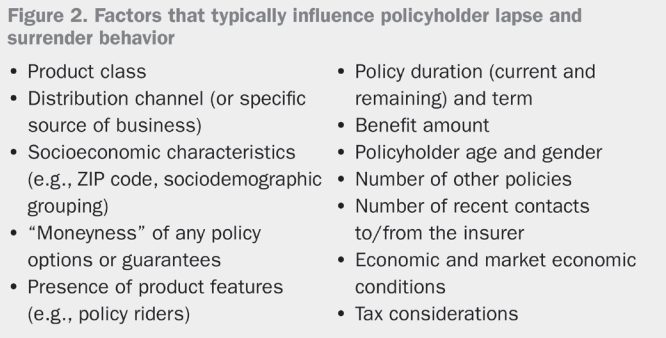 Figure 2. Factors that typically influence policyholder lapse and
surrender behavior
• Product class
• Distribution channel (or specific
source of business)
• Socioeconomic characteristics
(e.g., ZIP code, sociodemographic
grouping)
• “Moneyness” of any policy
options or guarantees
• Presence of product features
(e.g., policy riders)
• Policy duration (current and
remaining) and term
• Benefit amount
• Policyholder age and gender
• Number of other policies
• Number of recent contacts
to/from the insurer
• Economic and market economic
conditions
• Tax considerations